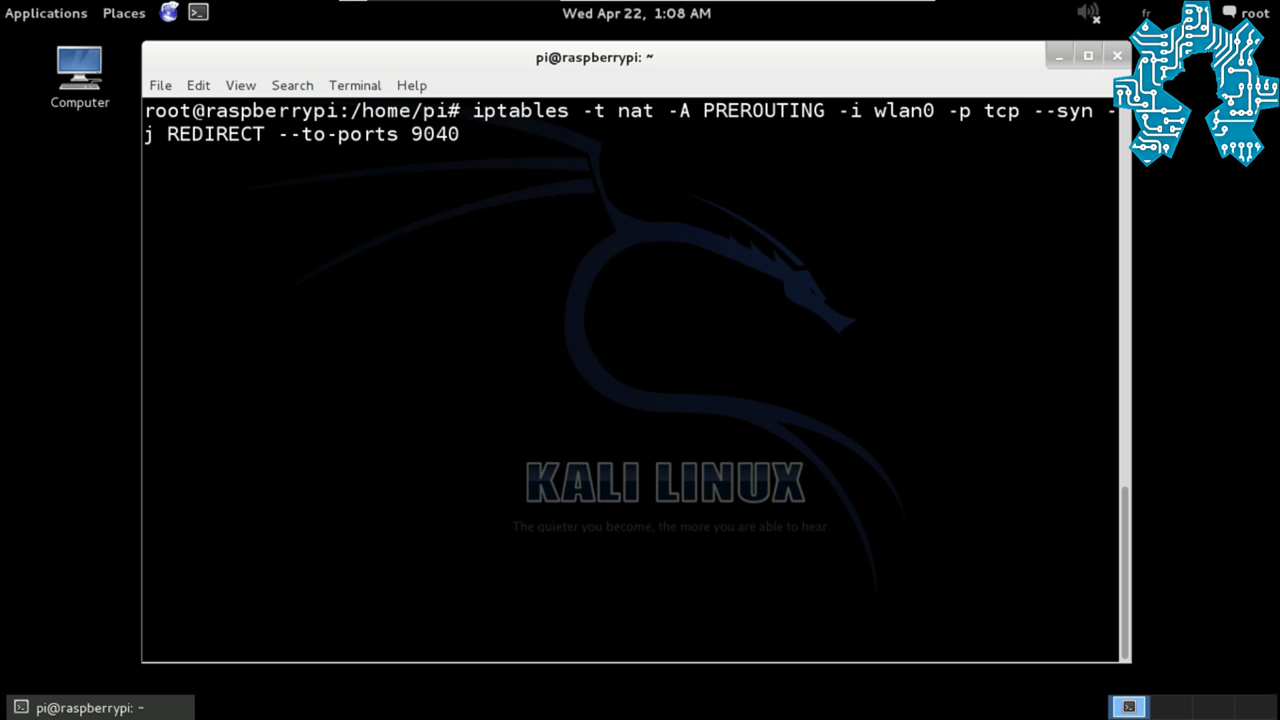 Applications Places Wed Apr 22, 1:08 AM fr root
pi@raspberrypi: ~
Computer
File Edit View Search Terminal Help
root@raspberrypi:/home/pi# iptables -t nat -A PREROUTING -i wlan0 -p tcp --syn -
j REDIRECT --to-ports 9040
KALI LINUX
The quieter you become, the more you are able to hear.
pi@raspberrypi: ~